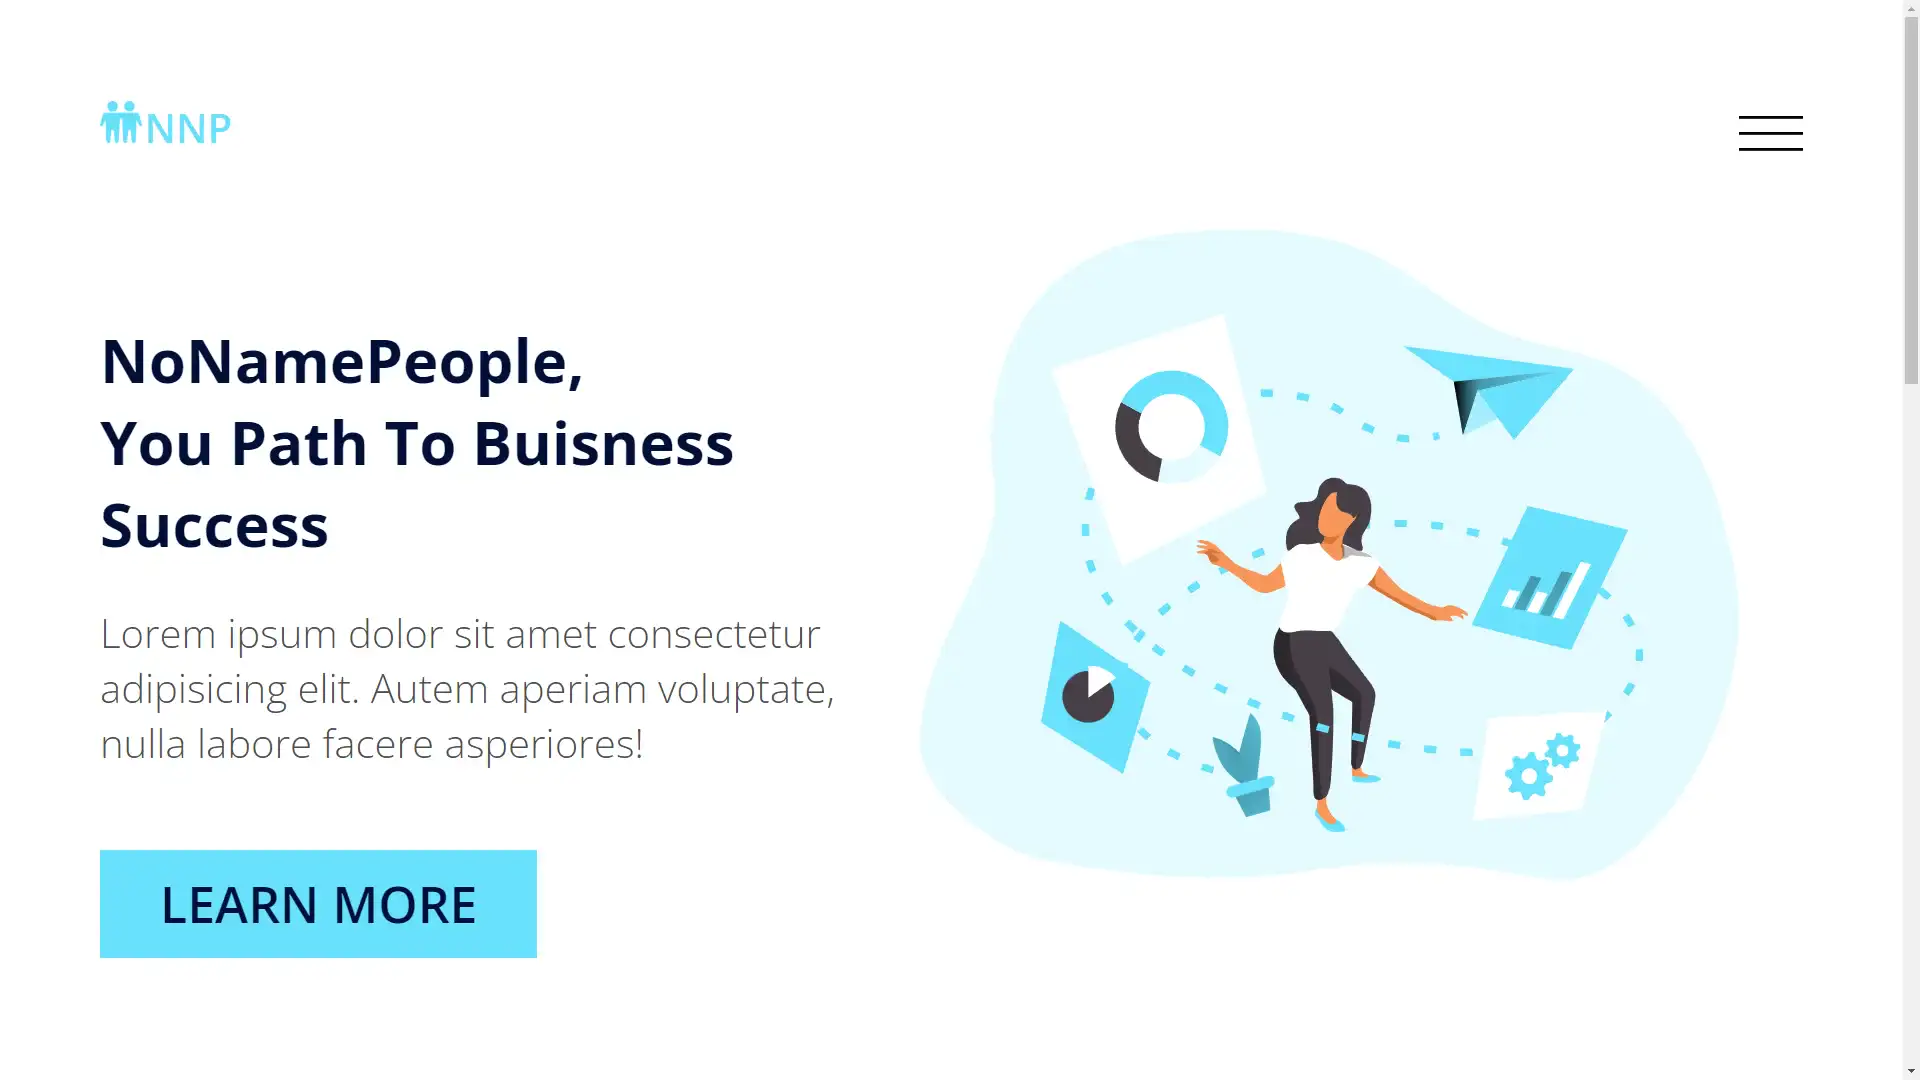 NNP
NoNamePeople,
You Path To Buisness
Success
Lorem ipsum dolor sit amet consectetur
adipisicing elit. Autem aperiam voluptate,
nulla labore facere asperiores!
LEARN MORE